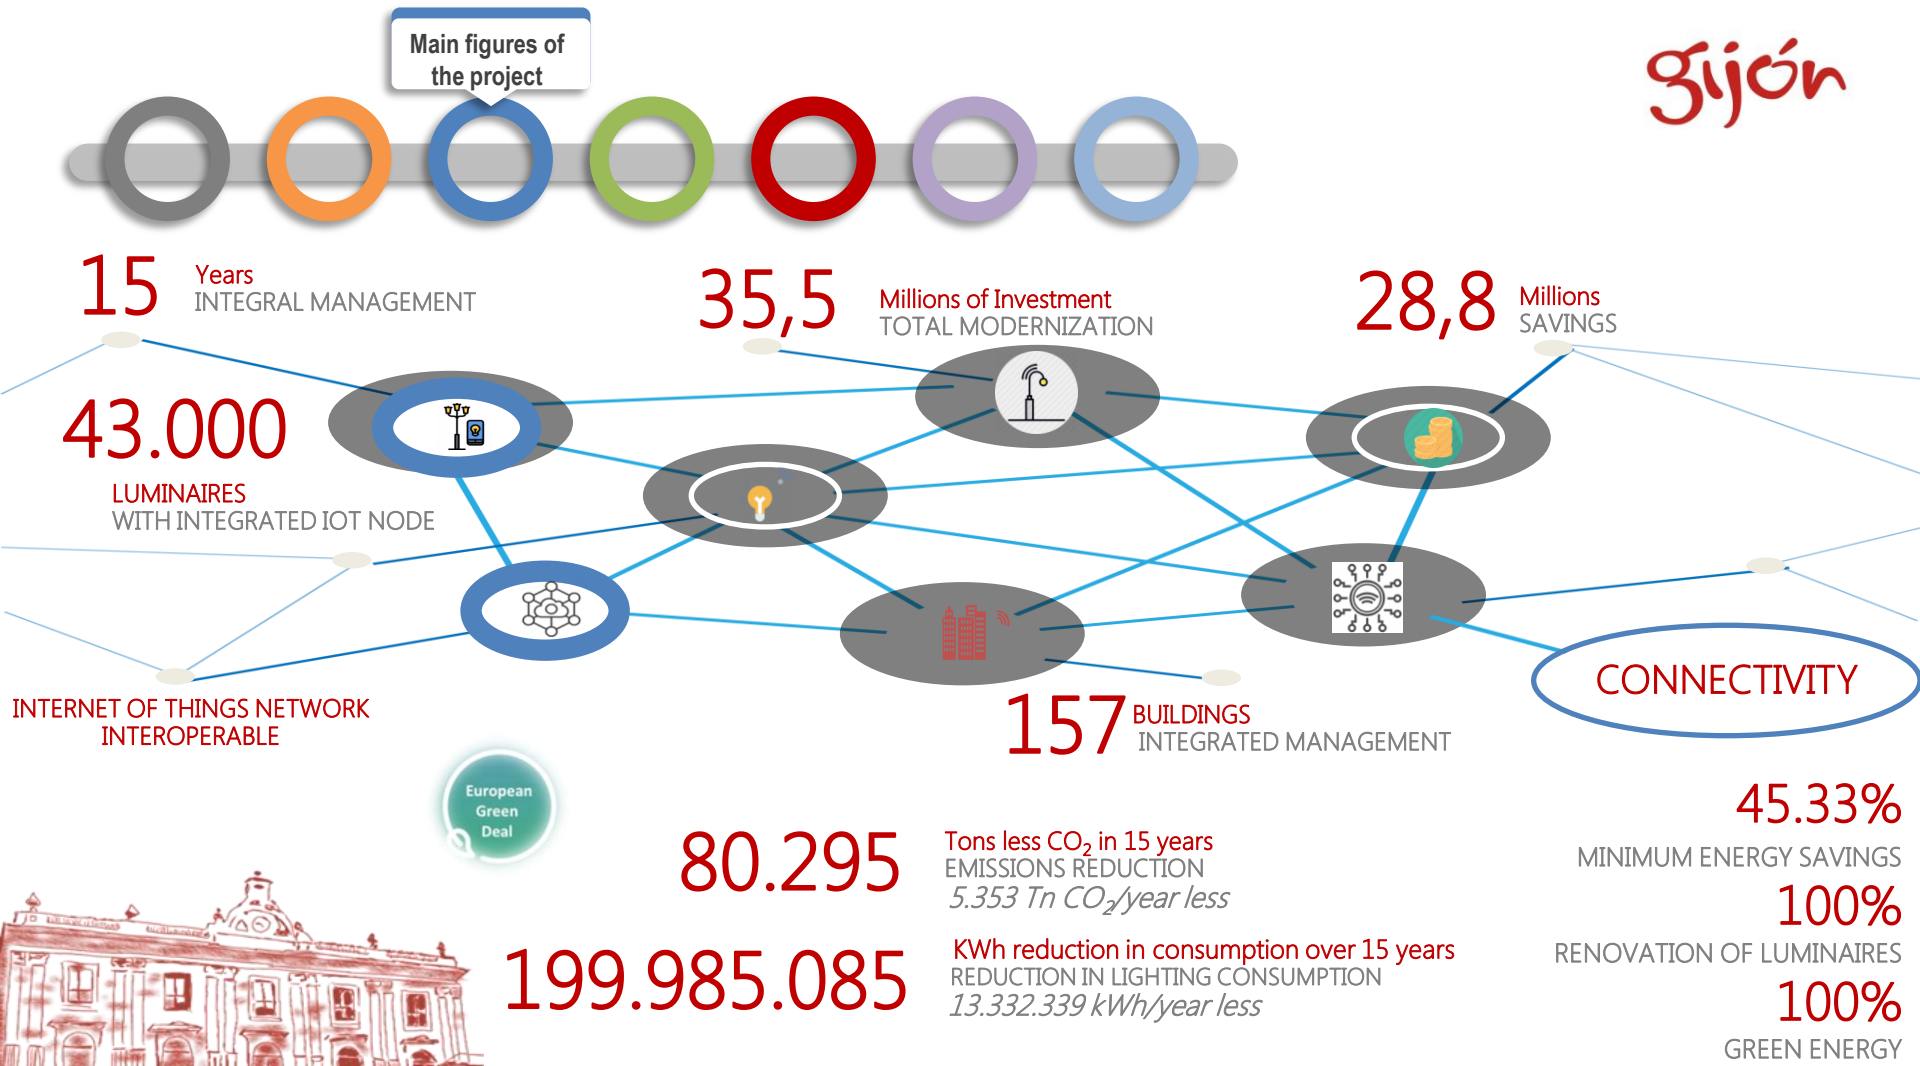 Main figures of
the project
gijón
15
Years
INTEGRAL MANAGEMENT
35,5
Millions of Investment
TOTAL MODERNIZATION
28,8
Millions
SAVINGS
43.000
LUMINAIRES
WITH INTEGRATED IOT NODE
INTERNET OF THINGS NETWORK
INTEROPERABLE
157
BUILDINGS
INTEGRATED MANAGEMENT
CONNECTIVITY
European
Green
Deal
80.295
Tons less CO₂ in 15 years
EMISSIONS REDUCTION
5.353 Tn CO₂/year less
199.985.085
KWh reduction in consumption over 15 years
REDUCTION IN LIGHTING CONSUMPTION
13.332.339 kWh/year less
45.33%
MINIMUM ENERGY SAVINGS
100%
RENOVATION OF LUMINAIRES
100%
GREEN ENERGY